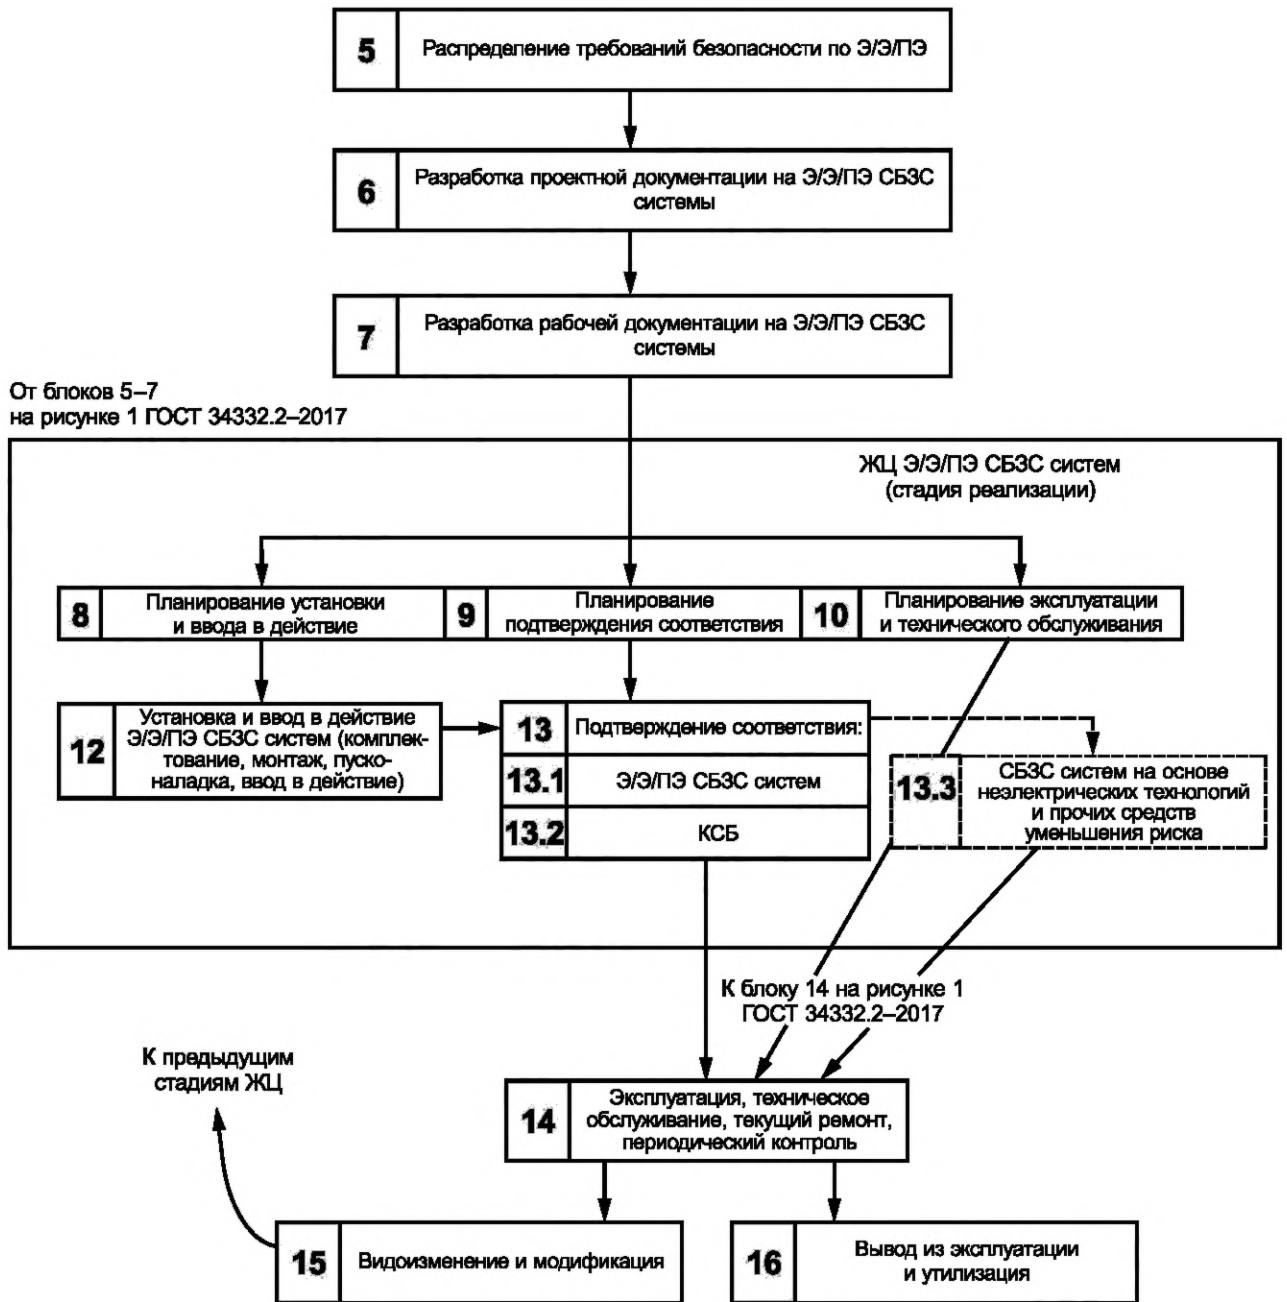 5
Распределение требований безопасности по Э/Э/ПЭ
6
Разработка проектной документации на Э/Э/ПЭ СБЗС
системы
7
Разработка рабочей документации на Э/Э/ПЭ СБЗС
системы
От блоков 5–7
на рисунке 1 ГОСТ 34332.2–2017
ЖЦ Э/Э/ПЭ СБЗС систем
(стадия реализации)
8
Планирование установки
и ввода в действие
9
Планирование
подтверждения соответствия
10
Планирование эксплуатации
и технического обслуживания
12
Установка и ввод в действие
Э/Э/ПЭ СБЗС систем (комплек-
тование, монтаж, пуско-
наладка, ввод в действие)
13
Подтверждение соответствия:
13.1
Э/Э/ПЭ СБЗС систем
13.2
КСБ
13.3
СБЗС систем на основе
неэлектрических технологий
и прочих средств
уменьшения риска
К блоку 14 на рисунке 1
ГОСТ 34332.2–2017
К предыдущим
стадиям ЖЦ
14
Эксплуатация, техническое
обслуживание, текущий ремонт,
периодический контроль
15
Видоизменение и модификация
16
Вывод из эксплуатации
и утилизация